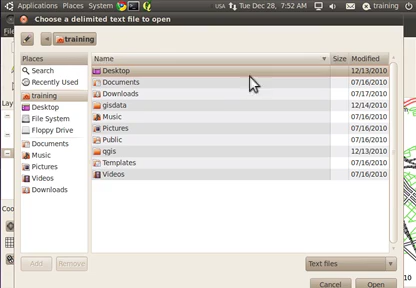 Applications Places System USA Tue Dec 28, 7:52 AM training
Choose a delimited text file to open
training
Places
Name Size Modified
Search
Recently Used
training
Desktop
File System
Floppy Drive
Documents
Music
Pictures
Videos
Downloads
Desktop 12/13/2010
Documents 07/16/2010
Downloads 07/17/2010
gisdata 12/14/2010
Music 07/16/2010
Pictures 07/16/2010
Public 07/16/2010
qgis 12/13/2010
Templates 07/16/2010
Videos 07/16/2010
Add Remove
Text files
Cancel Open
File
Lay
Coo
10